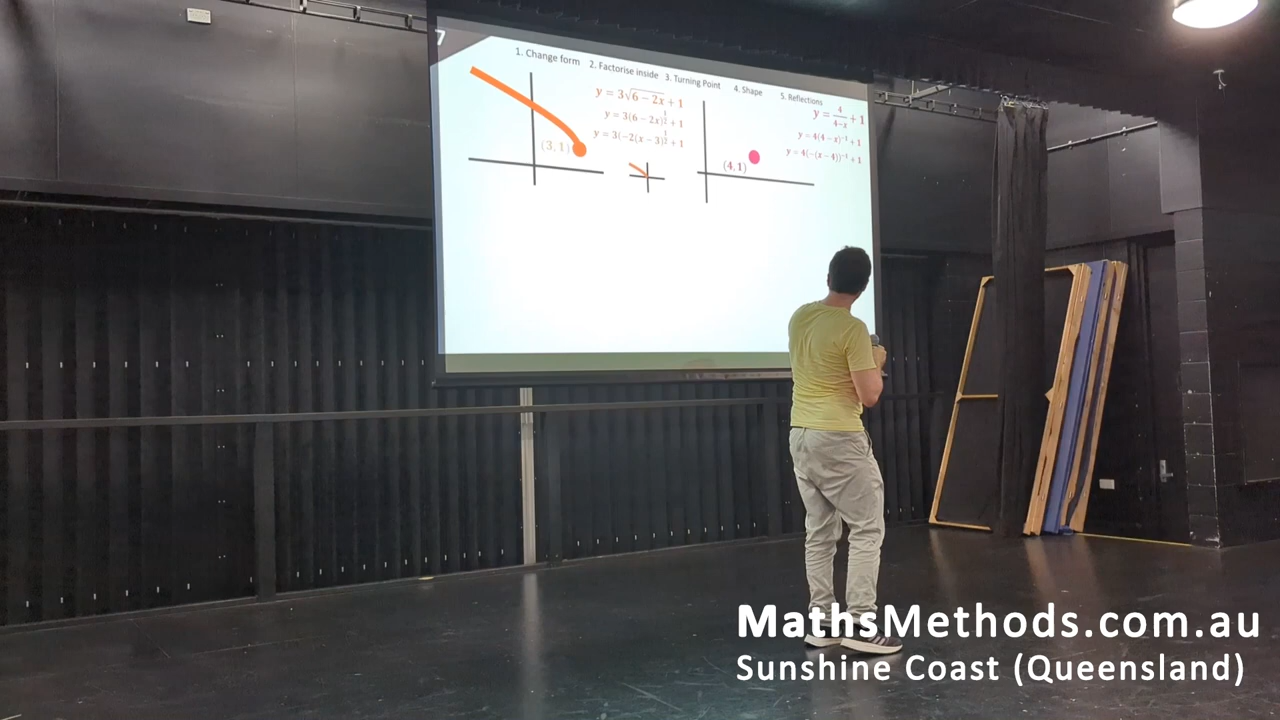 7
1. Change form 2. Factorise inside 3. Turning Point 4. Shape 5. Reflections
y = 3√(6 − 2x) + 1
y = 3(6 − 2x)^(1/2) + 1
y = 3(−2(x − 3)^(1/2) + 1
(3, 1)
y = 4/(4−x) + 1
y = 4(4 − x)^−1 + 1
y = 4(−(x − 4))^−1 + 1
(4, 1)
MathsMethods.com.au
Sunshine Coast (Queensland)